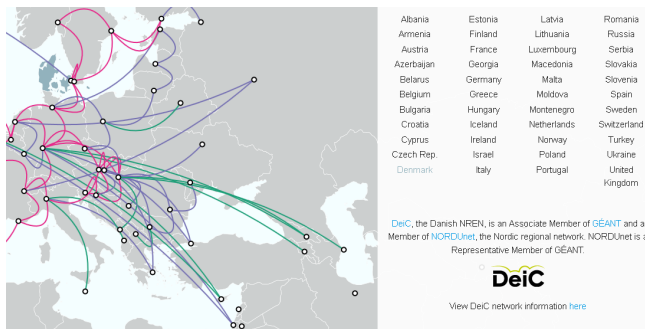 Albania Estonia Latvia Romania
Armenia Finland Lithuania Russia
Austria France Luxembourg Serbia
Azerbaijan Georgia Macedonia Slovakia
Belarus Germany Malta Slovenia
Belgium Greece Moldova Spain
Bulgaria Hungary Montenegro Sweden
Croatia Iceland Netherlands Switzerland
Cyprus Ireland Norway Turkey
Czech Rep. Israel Poland Ukraine
Denmark Italy Portugal United
Kingdom
DeiC, the Danish NREN, is an Associate Member of GÉANT and a
Member of NORDUnet, the Nordic regional network. NORDUnet is a
Representative Member of GÉANT.
DeiC
View DeiC network information here